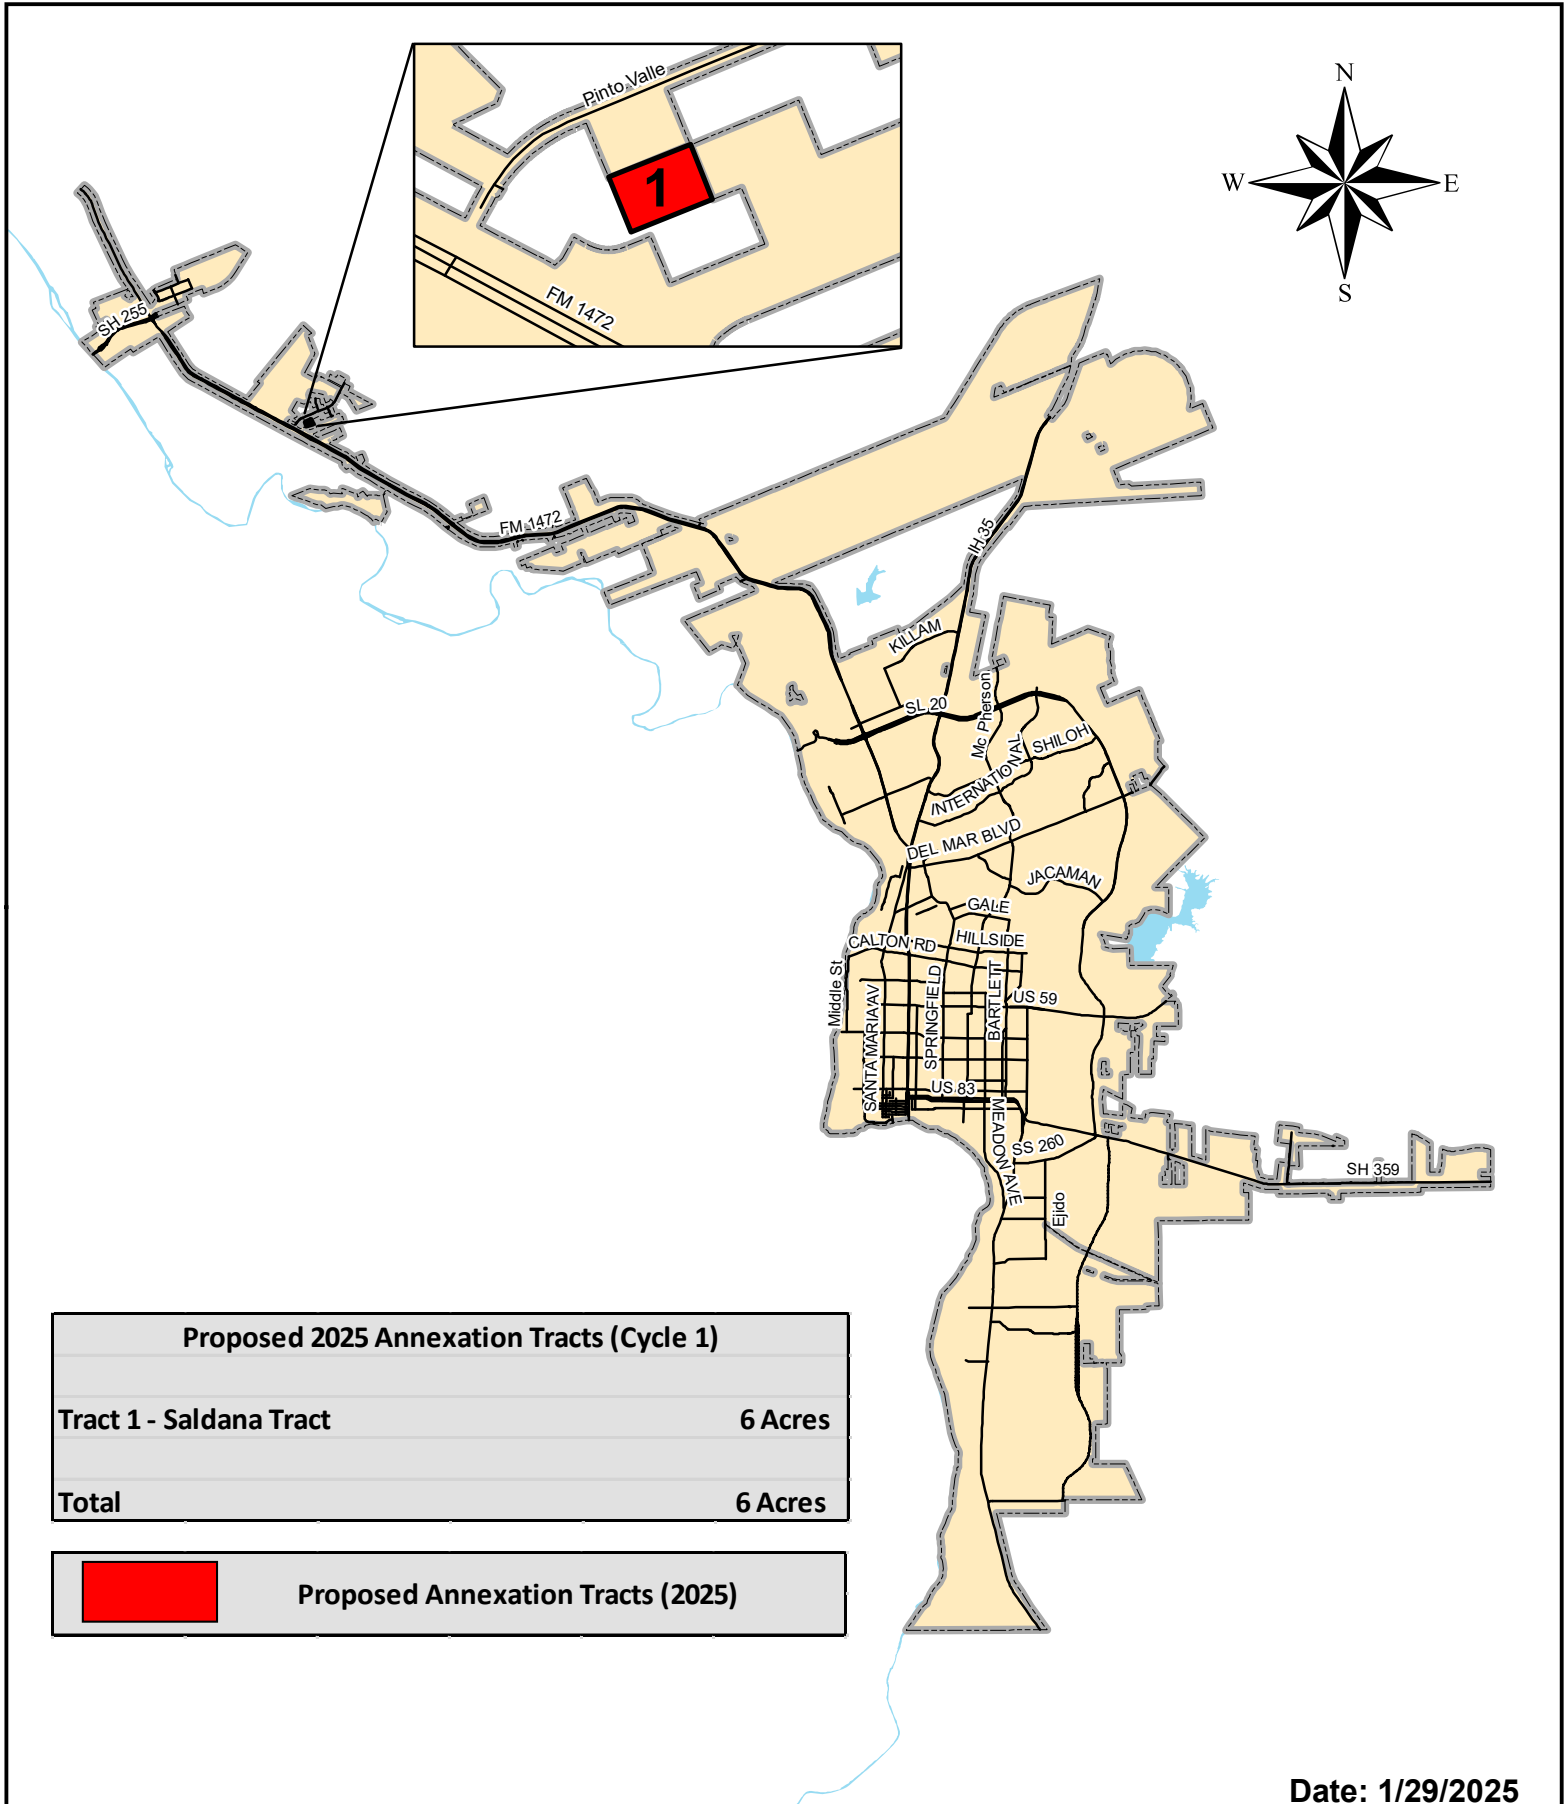 Pinto Valle
1
FM 1472
N
W
E
S
SH 255
FM 1472
IH 35
KILLAM
SL 20
Mc Pherson
INTERNATIONAL
SHILOH
DEL MAR BLVD
JACAMAN
GALE
CALTON RD
HILLSIDE
Middle St
SANTA MARIA AV
SPRINGFIELD
BARTLETT
US 59
US 83
MEADOW AVE
SS 260
Ejido
SH 359
Proposed 2025 Annexation Tracts (Cycle 1)
Tract 1 - Saldana Tract 6 Acres
Total 6 Acres
Proposed Annexation Tracts (2025)
Date: 1/29/2025